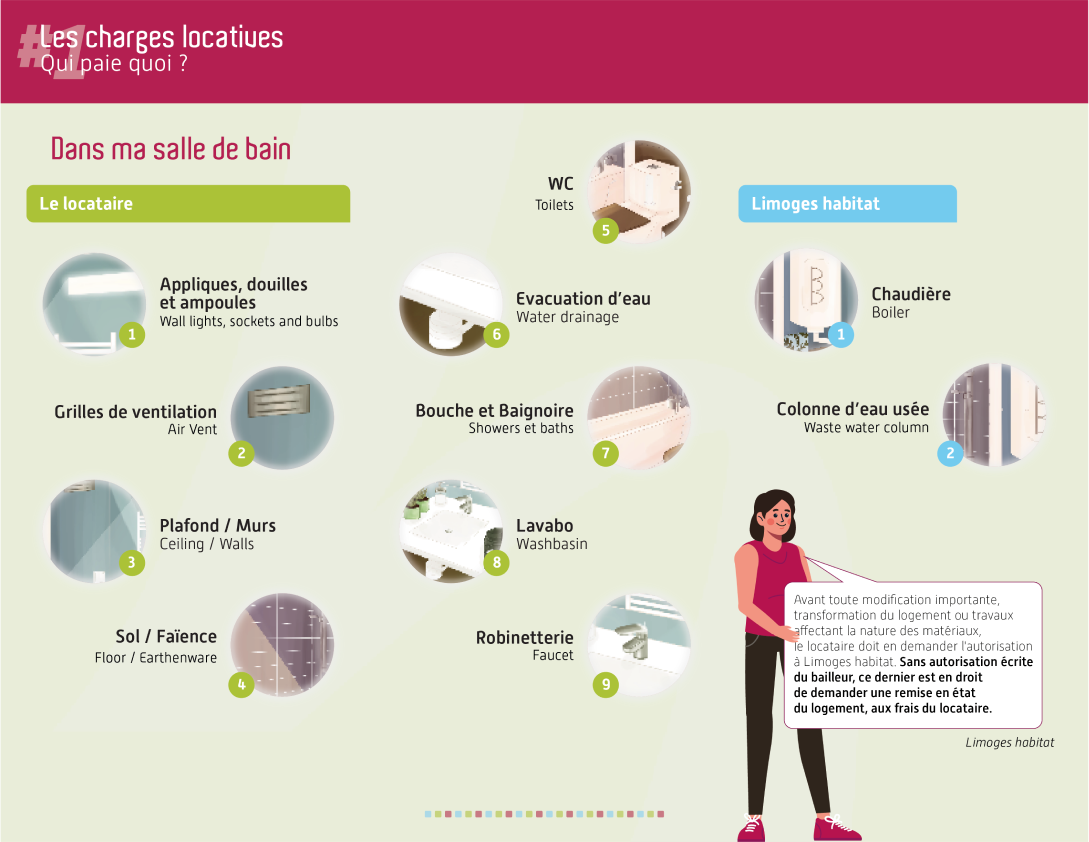 #1
Les charges locatives
Qui paie quoi ?
Dans ma salle de bain
Le locataire
Appliques, douilles
et ampoules
Wall lights, sockets and bulbs
1
Grilles de ventilation
Air Vent
2
Plafond / Murs
Ceiling / Walls
3
Sol / Faïence
Floor / Earthenware
4
WC
Toilets
5
Evacuation d'eau
Water drainage
6
Bouche et Baignoire
Showers et baths
7
Lavabo
Washbasin
8
Robinetterie
Faucet
9
Limoges habitat
Chaudière
Boiler
1
Colonne d'eau usée
Waste water column
2
Avant toute modification importante,
transformation du logement ou travaux
affectant la nature des matériaux,
le locataire doit en demander l'autorisation
à Limoges habitat. Sans autorisation écrite
du bailleur, ce dernier est en droit
de demander une remise en état
du logement, aux frais du locataire.
Limoges habitat